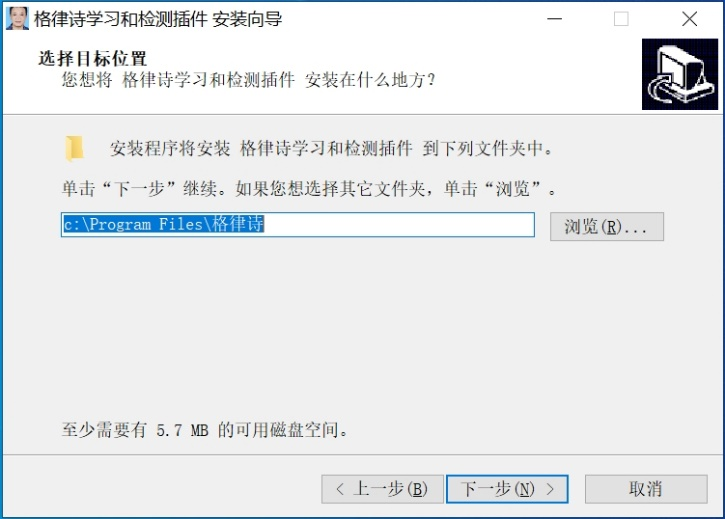 格律诗学习和检测插件 安装向导
选择目标位置
您想将 格律诗学习和检测插件 安装在什么地方？
安装程序将安装 格律诗学习和检测插件 到下列文件夹中。
单击“下一步”继续。如果您想选择其它文件夹，单击“浏览”。
c:\Program Files\格律诗
浏览(R)...
至少需要有 5.7 MB 的可用磁盘空间。
< 上一步(B)
下一步(N) >
取消